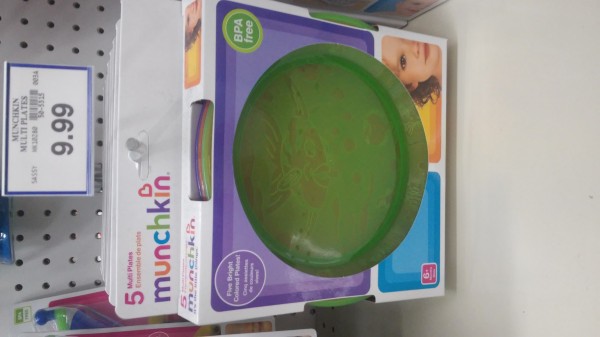 MUNCHKIN
MULTI PLATES
9.99
5
Multi Plates
Ensemble de plats
munchkin
BPA
free
5
munchkin
Five Bright
Colored Plates!
6+